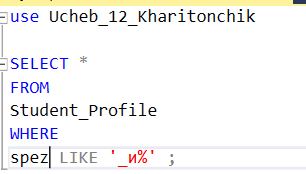 use Ucheb_12_Kharitonchik
SELECT *
FROM
Student_Profile
WHERE
spez LIKE '_и%' ;